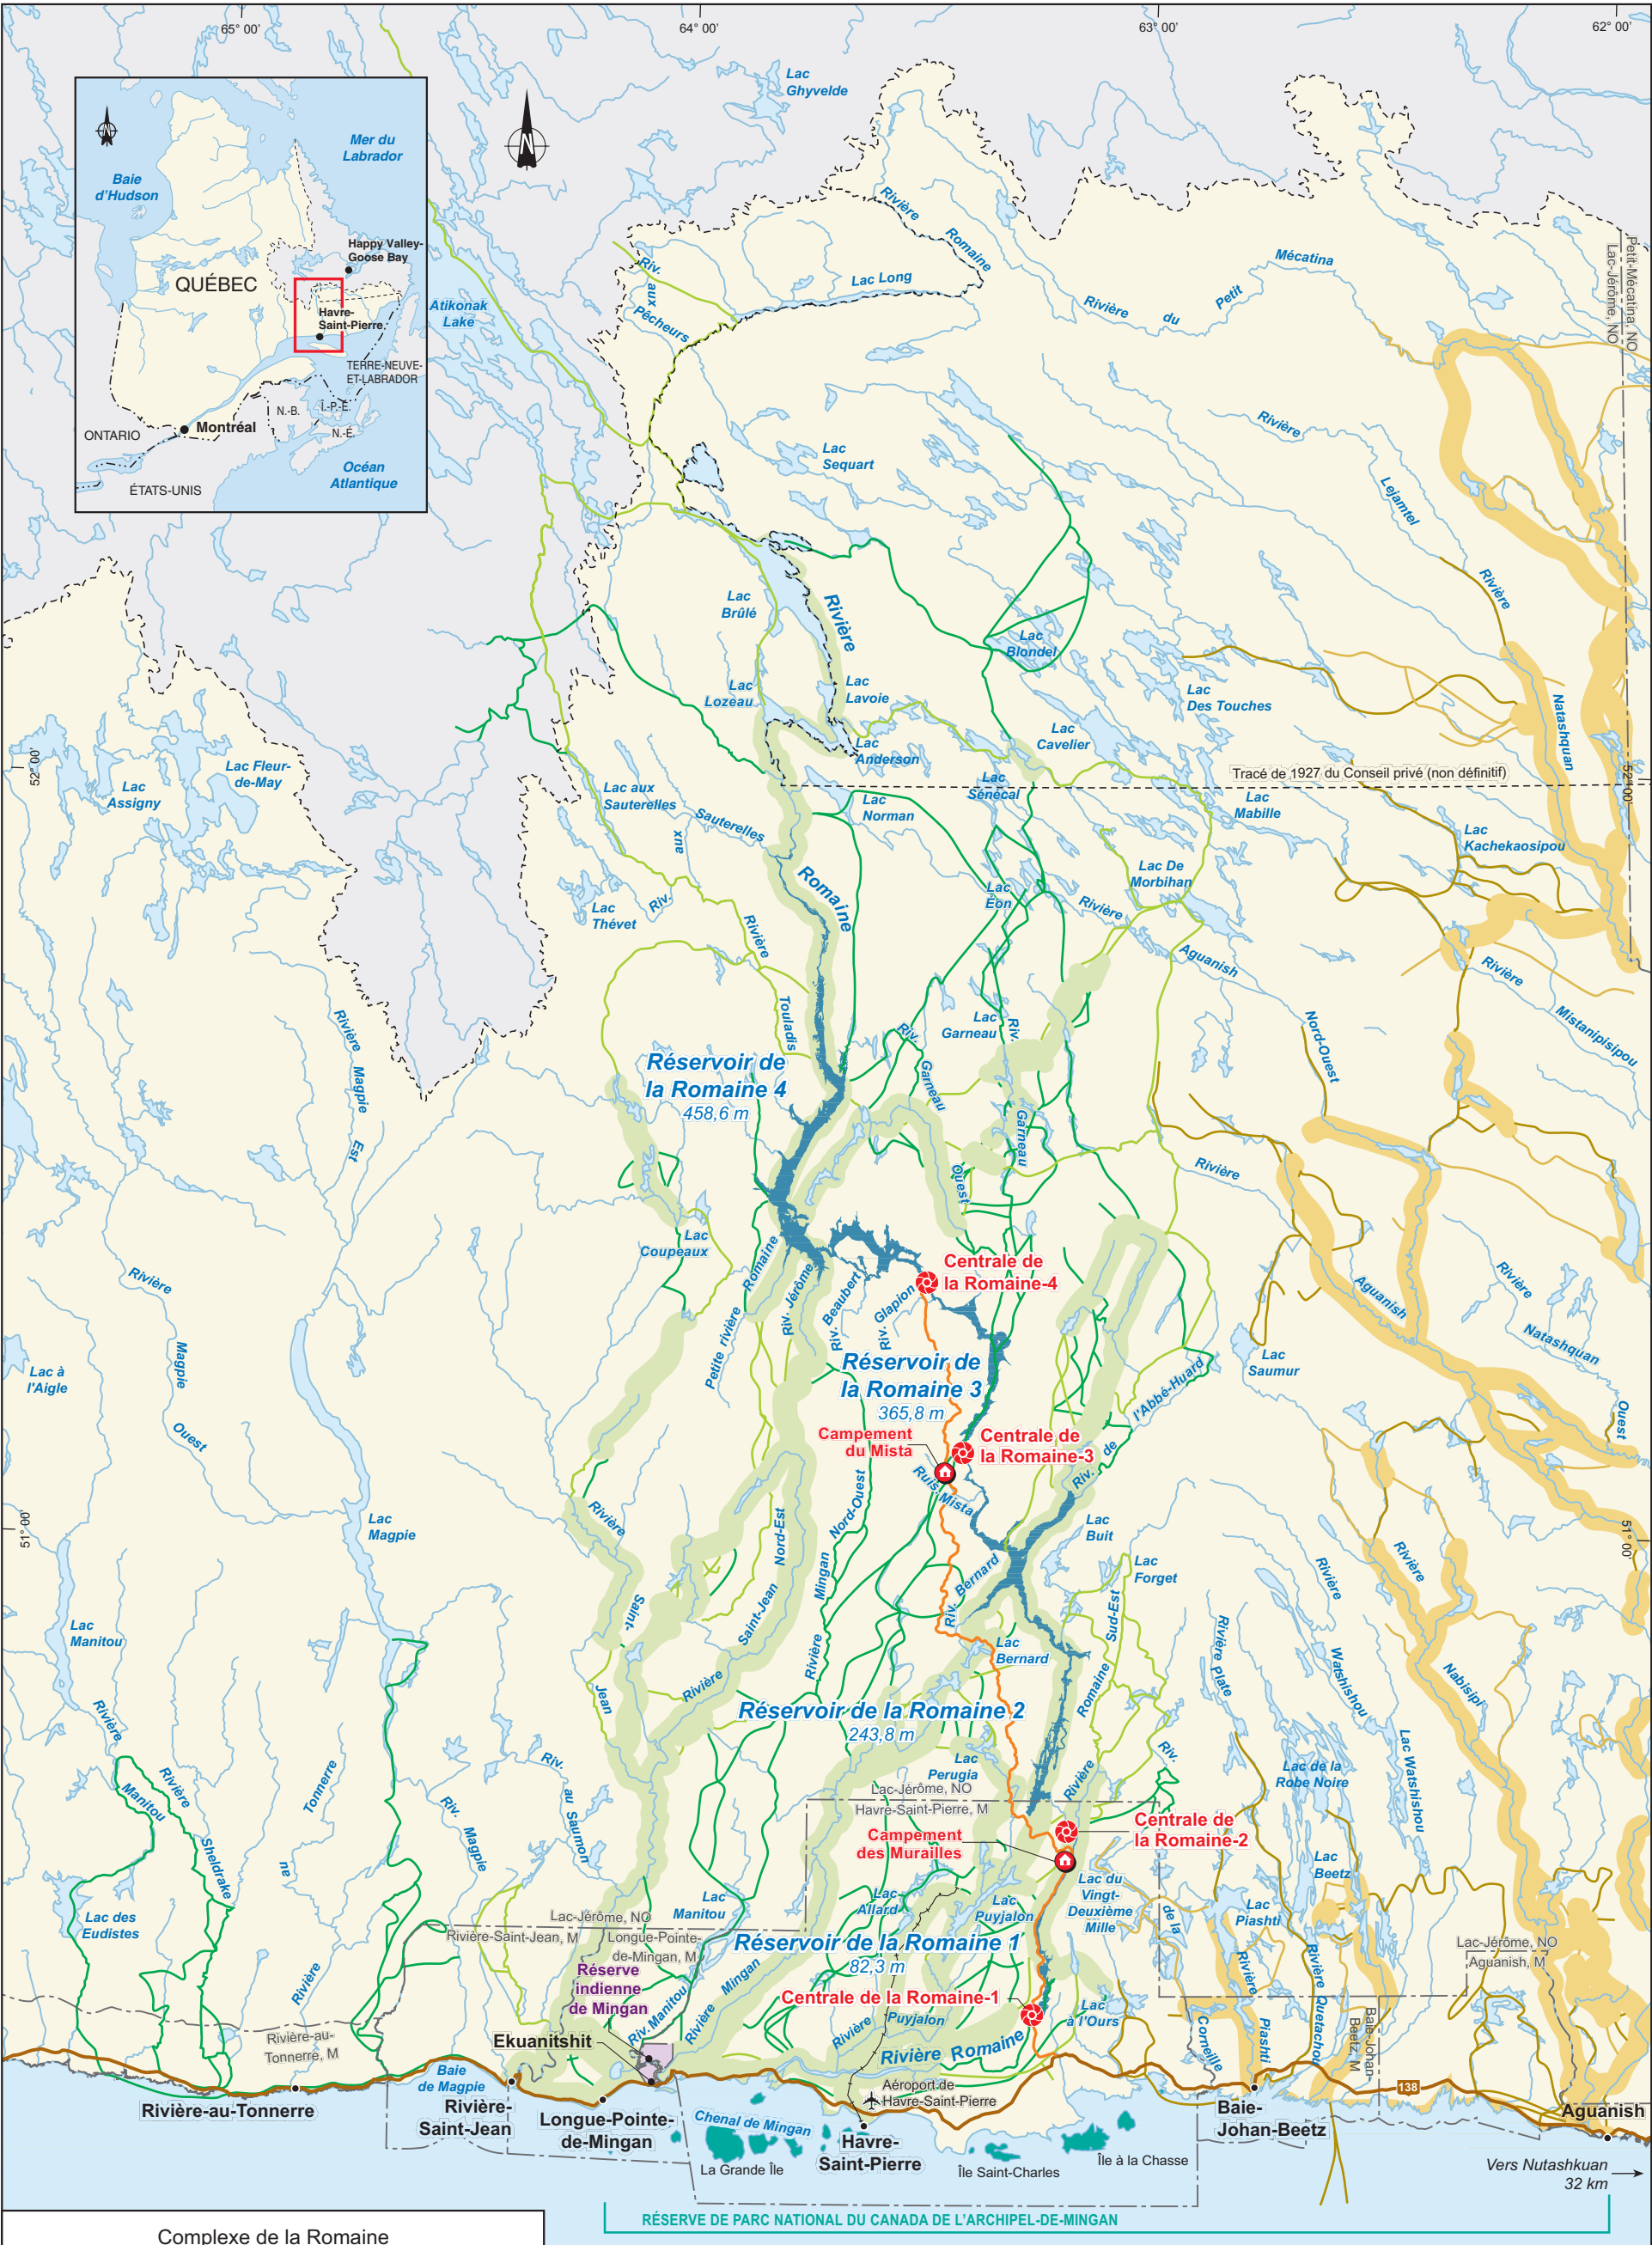 65° 00'
64° 00'
63° 00'
62° 00'
Mer du
Labrador
Baie
d'Hudson
Happy Valley-
Goose Bay
QUÉBEC
Havre-
Saint-Pierre
TERRE-NEUVE-
ET-LABRADOR
N.-B.
Î.-P.-É.
N.-É.
ONTARIO
Montréal
ÉTATS-UNIS
Océan
Atlantique
N
Lac
Ghyvelde
Atikonak
Lake
Riv.
aux
Pêcheurs
Rivière
Romaine
Lac Long
Rivière
du
Petit
Mécatina
Petit-Mécatina, NO
Lac-Jérôme, NO
Lac
Sequart
Rivière
Lejamtel
Rivière
Natashquan
Lac
Brûlé
Rivière
Lac
Blondel
Lac
Lozeau
Lac
Lavoie
Lac
Des Touches
Lac
Anderson
Lac
Cavelier
52° 00'
Lac
Assigny
Lac Fleur-
de-May
Lac aux
Sauterelles
Sauterelles
aux
Riv.
Lac
Thévet
Lac
Norman
Lac
Sénécal
Tracé de 1927 du Conseil privé (non définitif)
52° 00'
Lac
Mabille
Lac
Kachekaosipou
Romaine
Lac
Éon
Lac De
Morbihan
Rivière
Aguanish
Nord-Ouest
Rivière
Mistanipisipou
Rivière
Touladis
Rivière
Magpie
Est
Lac
Garneau
Riv.
Garneau
Riv.
Garneau
Ouest
Réservoir de
la Romaine 4
458,6 m
Rivière
Aguanish
Lac
Coupeaux
Petite rivière
Romaine
Riv. Jérôme
Riv. Beaubert
Riv. Glapion
Centrale de
la Romaine-4
Rivière
Magpie
Ouest
Lac à
l'Aigle
Rivière
Natashquan
Ouest
Lac
Saumur
Réservoir de
la Romaine 3
365,8 m
Riv. de
l'Abbé-Huard
Campement
du Mista
Centrale de
la Romaine-3
Ruis. Mista
51° 00'
51° 00'
Lac
Magpie
Rivière
Saint-
Jean
Nord-Est
Saint-Jean
Rivière
Nord-Ouest
Mingan
Rivière
Riv.
Bernard
Lac
Buit
Lac
Forget
Lac
Bernard
Sud-Est
Romaine
Rivière
Lac
Manitou
Rivière
Manitou
Rivière
Sheldrake
Tonnerre
au
Rivière
Riv.
Magpie
Riv.
au Saumon
Réservoir de la Romaine 2
243,8 m
Lac
Perugia
Lac-Jérôme, NO
Havre-Saint-Pierre, M
Rivière Plate
Rivière
Watshishou
Lac Watshishou
Rivière
Nabisipi
Lac de la
Robe Noire
Riv.
de la
Corneille
Centrale de
la Romaine-2
Campement
des Murailles
Lac du
Vingt-
Deuxième
Mille
Lac
Beetz
Lac
Piashti
Rivière
Piashti
Rivière Quetachou
Lac des
Eudistes
Lac
Allard
Lac
Puyjalon
Lac
Manitou
Lac-Jérôme, NO
Rivière-Saint-Jean, M
Longue-Pointe-
de-Mingan, M
Réservoir de la Romaine 1
82,3 m
Lac-Jérôme, NO
Aguanish, M
Baie-Johan-
Beetz, M
Réserve
indienne
de Mingan
Riv. Manitou
Rivière
Mingan
Centrale de la Romaine-1
Rivière
Puyjalon
Lac
à l'Ours
Rivière Romaine
Rivière-au-
Tonnerre, M
Ekuanitshit
Baie
de Magpie
138
Aéroport de
Havre-Saint-Pierre
Rivière-au-Tonnerre
Rivière-
Saint-Jean
Longue-Pointe-
de-Mingan
Chenal de Mingan
Havre-
Saint-Pierre
Baie-
Johan-Beetz
Aguanish
La Grande Île
Île Saint-Charles
Île à la Chasse
Vers Nutashkuan
32 km
RÉSERVE DE PARC NATIONAL DU CANADA DE L'ARCHIPEL-DE-MINGAN
Complexe de la Romaine